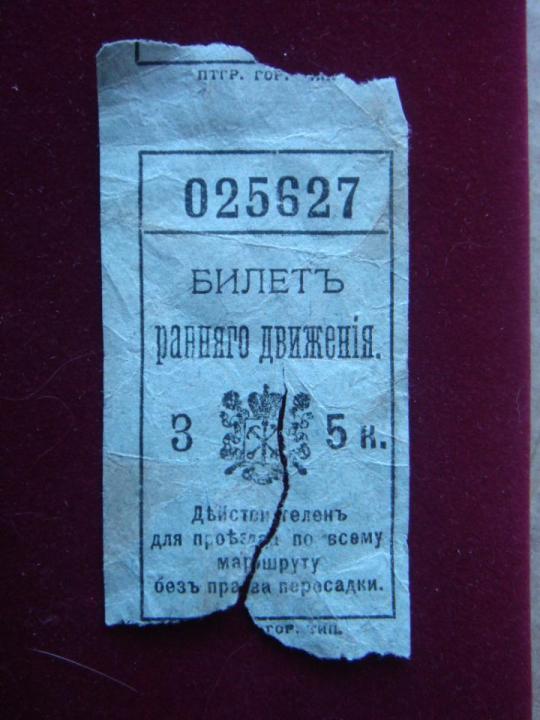 ПТГР. ГОР. ТИП.
025627
БИЛЕТЪ
ранняго движенія.
3 5 к.
Дѣйствителенъ
для проѣзда по всему
маршруту
безъ права пересадки.
ГОР. ТИП.